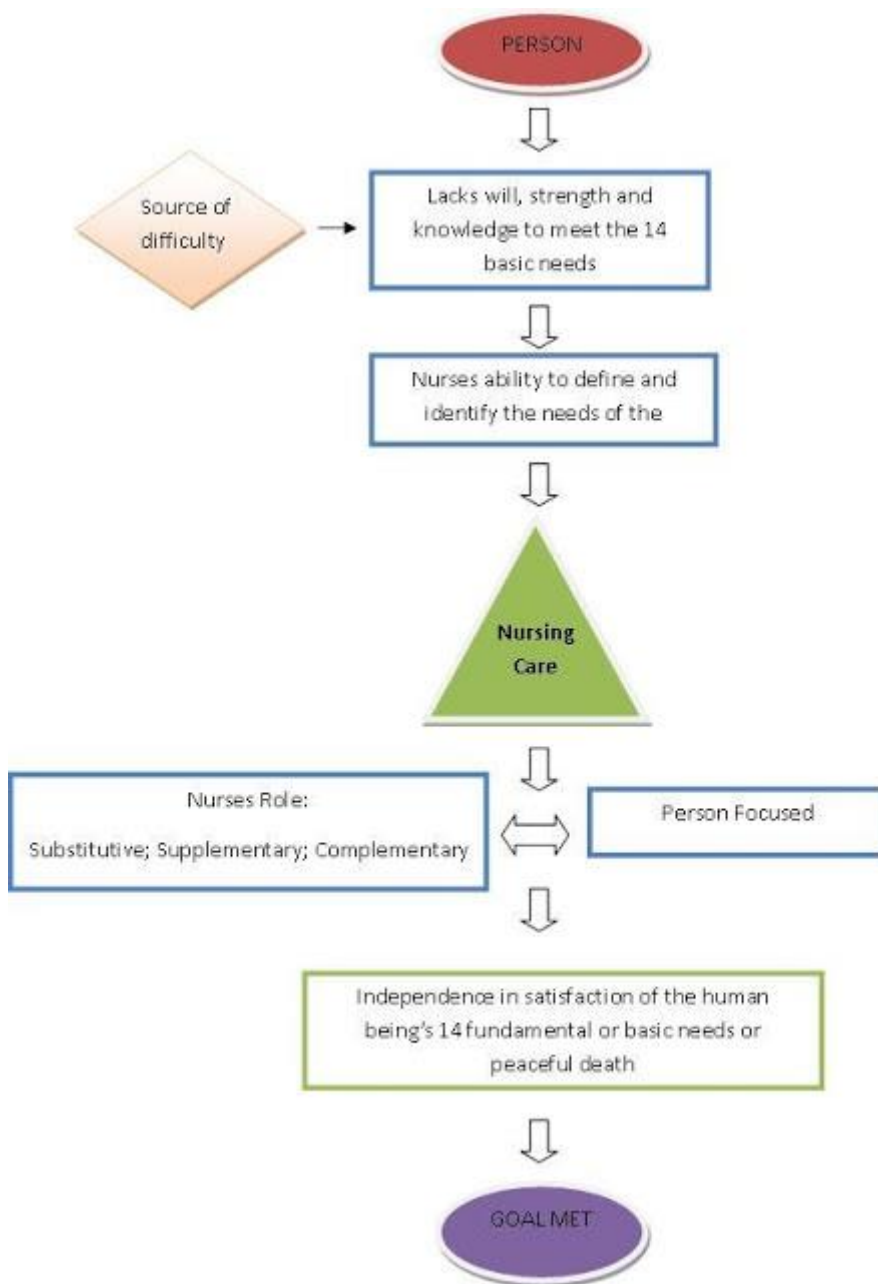 PERSON
Source of
difficulty
Lacks will, strength and
knowledge to meet the 14
basic needs
Nurses ability to define and
identify the needs of the
Nursing
Care
Nurses Role:
Substitutive; Supplementary; Complementary
Person Focused
Independence in satisfaction of the human
being's 14 fundamental or basic needs or
peaceful death
GOAL MET